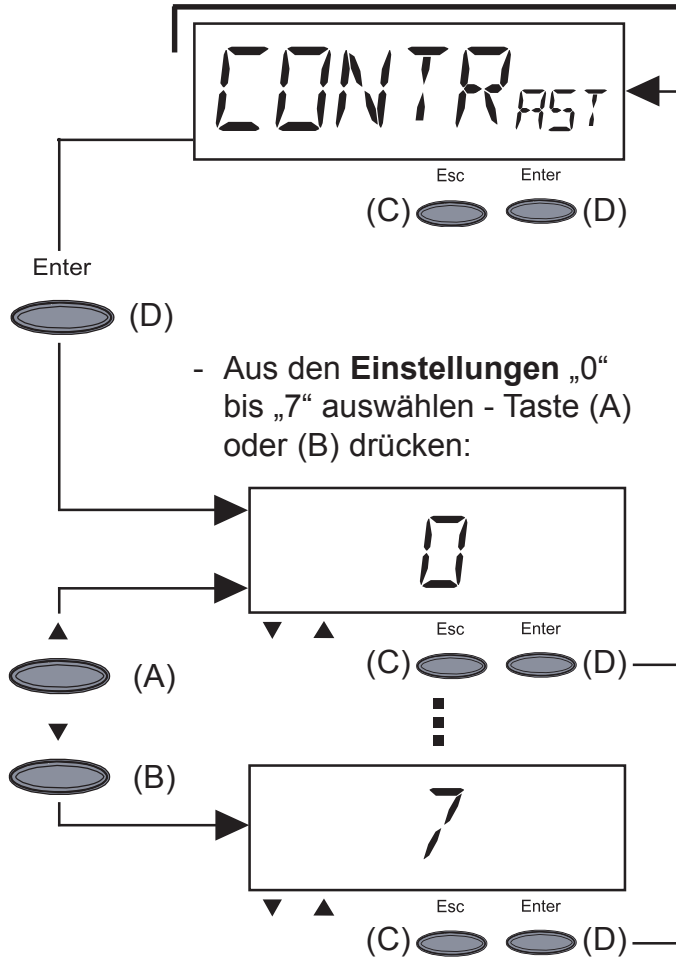 CONTRAST
Esc Enter
(C) (D)
Enter
(D)
- Aus den Einstellungen „0“
bis „7“ auswählen - Taste (A)
oder (B) drücken:
0
▼ ▲ Esc Enter
(C) (D)
▲
(A)
▼
(B)
7
▼ ▲ Esc Enter
(C) (D)